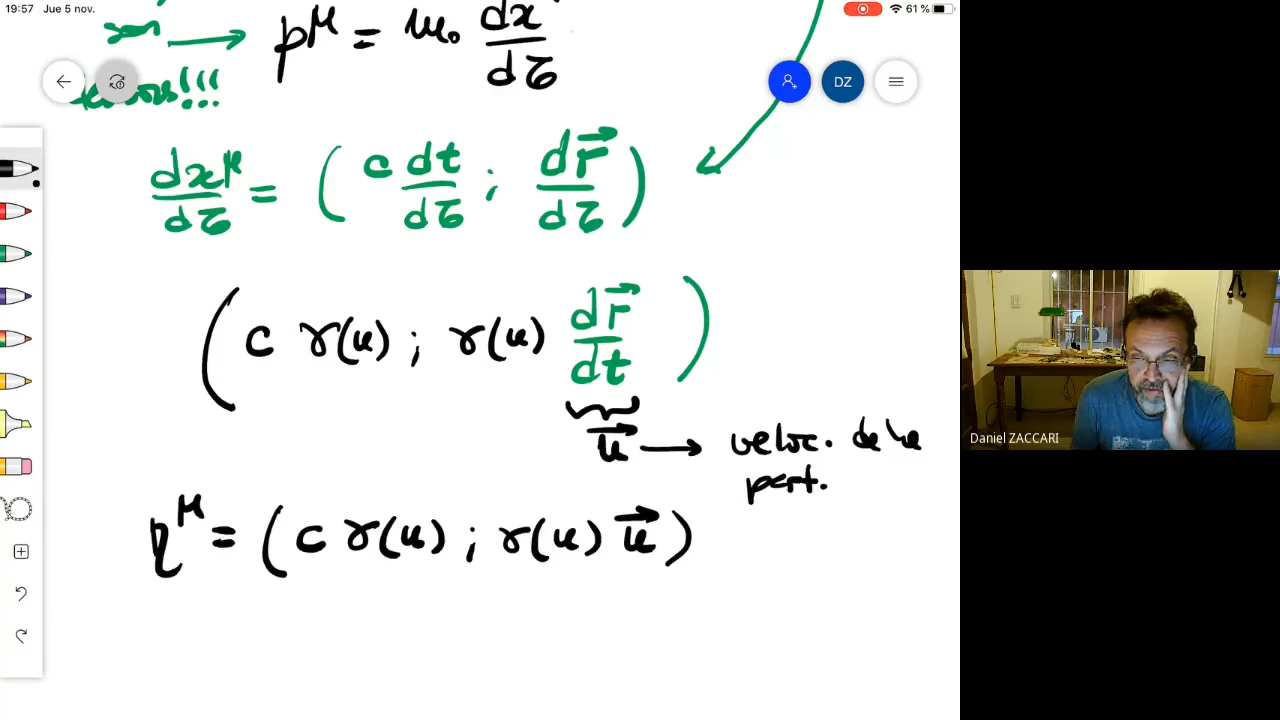 19:57 Jue 5 nov. 61 %
son → p^μ = m₀ dx/dτ
!!!
DZ
dx^μ/dτ = ( c dt/dτ ; dr⃗/dτ )
( c γ(u) ; γ(u) dr⃗/dt )
u⃗ → veloc. de la
part.
Daniel ZACCARI
η^μ = ( c γ(u) ; γ(u) u⃗ )